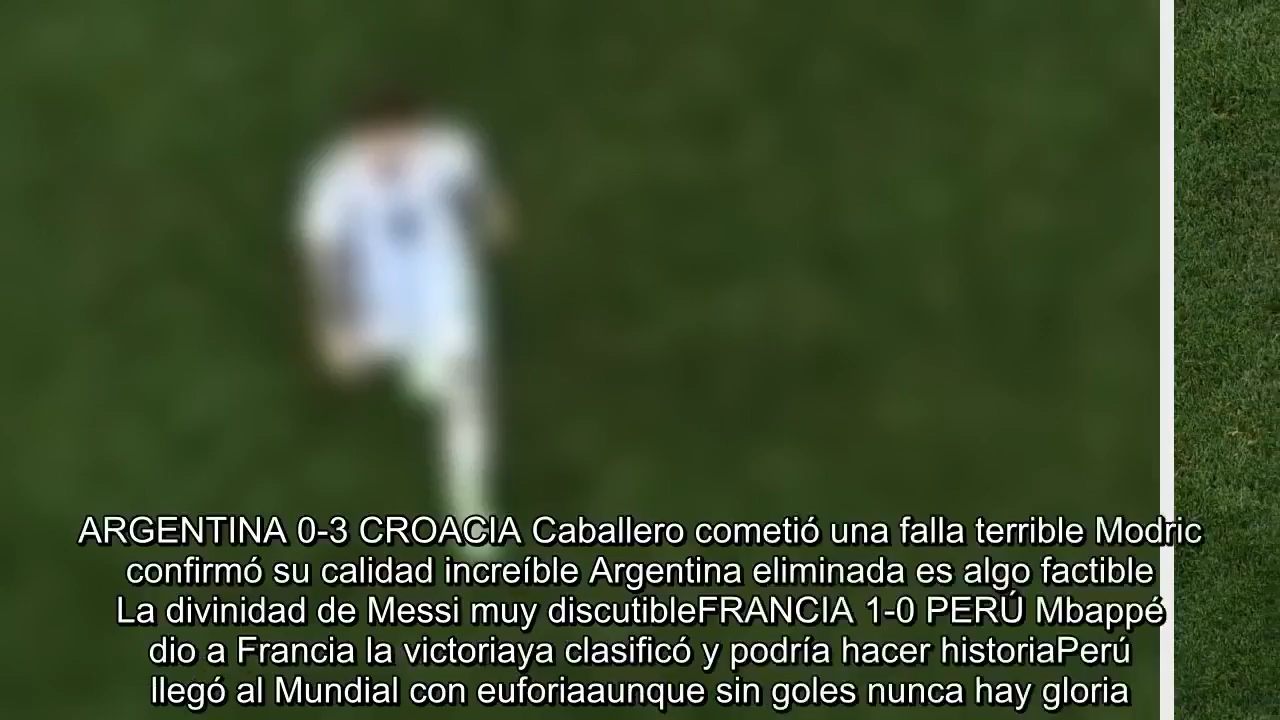 ARGENTINA 0-3 CROACIA Caballero cometió una falla terrible Modric
confirmó su calidad increíble Argentina eliminada es algo factible
La divinidad de Messi muy discutibleFRANCIA 1-0 PERÚ Mbappé
dio a Francia la victoriaya clasificó y podría hacer historiaPerú
llegó al Mundial con euforiaaunque sin goles nunca hay gloria